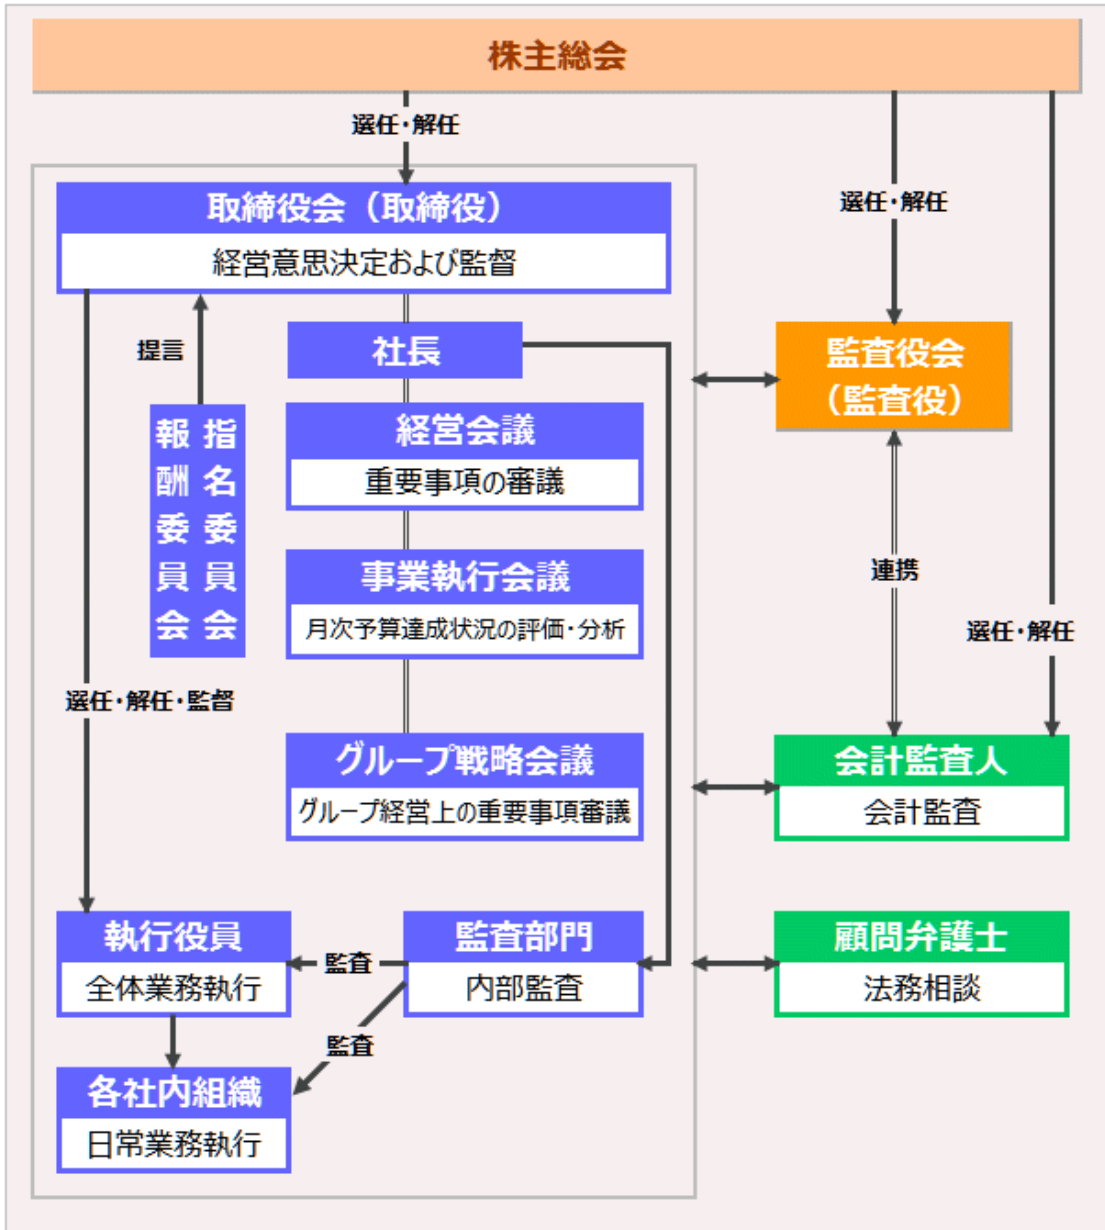 株主総会
選任・解任
選任・解任
取締役会（取締役）
経営意思決定および監督
提言
社長
監査役会
（監査役）
指名委員会
報酬委員会
経営会議
重要事項の審議
事業執行会議
月次予算達成状況の評価・分析
連携
選任・解任
選任・解任・監督
グループ戦略会議
グループ経営上の重要事項審議
会計監査人
会計監査
執行役員
全体業務執行
監査
監査部門
内部監査
顧問弁護士
法務相談
監査
各社内組織
日常業務執行